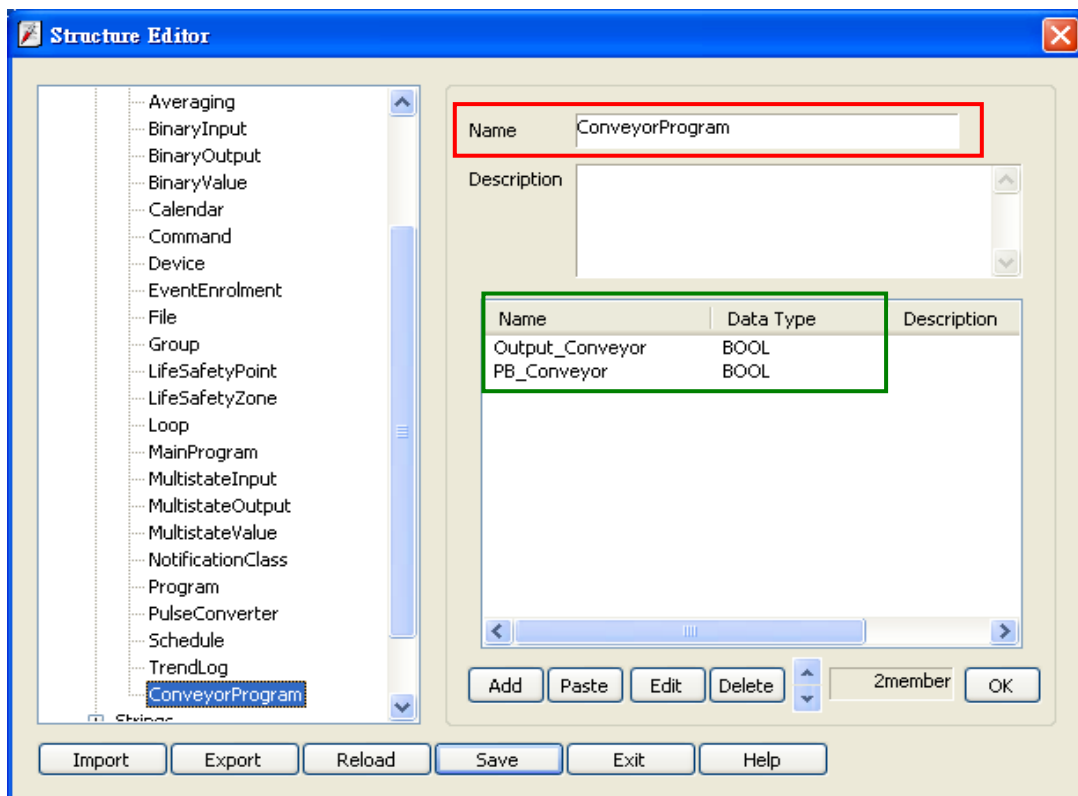 Structure Editor
Averaging
BinaryInput
BinaryOutput
BinaryValue
Calendar
Command
Device
EventEnrolment
File
Group
LifeSafetyPoint
LifeSafetyZone
Loop
MainProgram
MultistateInput
MultistateOutput
MultistateValue
NotificationClass
Program
PulseConverter
Schedule
TrendLog
ConveyorProgram
Strings
Name ConveyorProgram
Description
Name Data Type Description
Output_Conveyor BOOL
PB_Conveyor BOOL
Add Paste Edit Delete 2member OK
Import Export Reload Save Exit Help